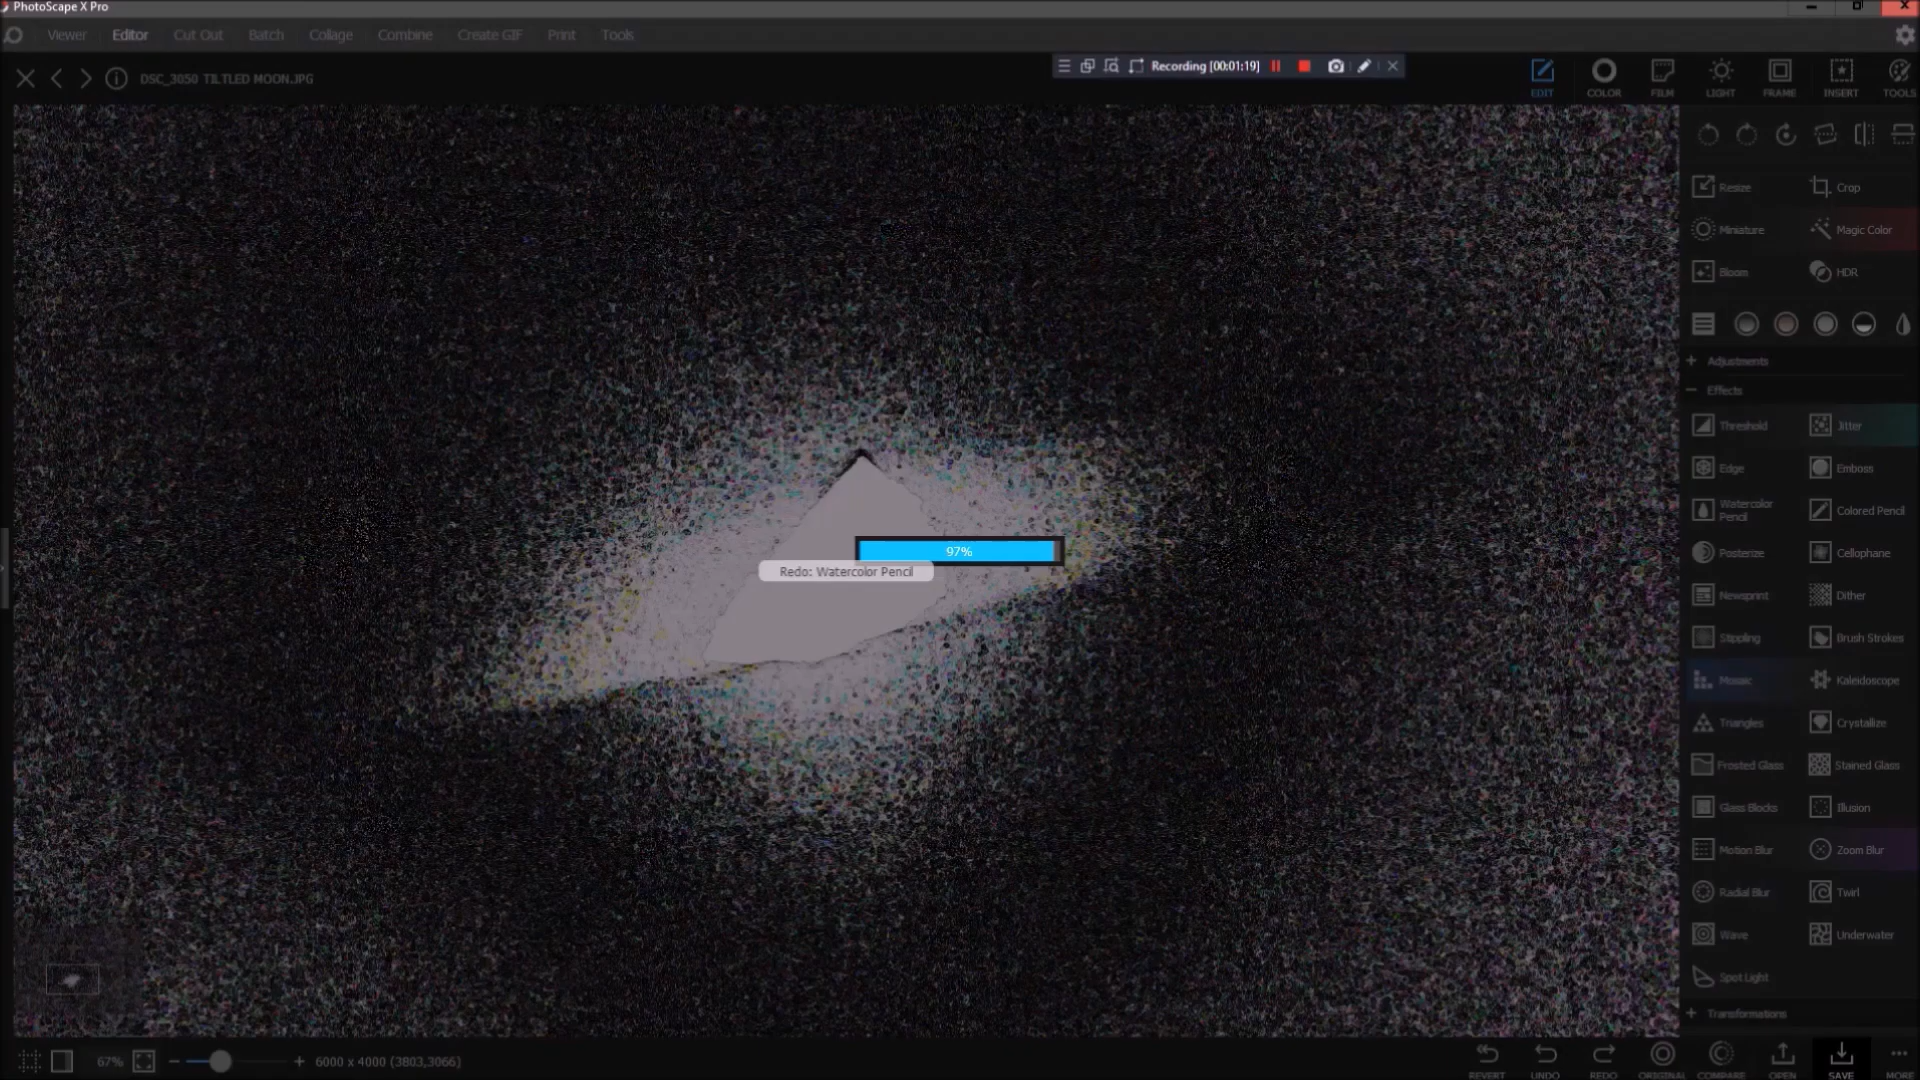 PhotoScape X Pro
Viewer Editor Cut Out Batch Collage Combine Create GIF Print Tools
DSC_3050 TILTLED MOON.JPG
Recording [00:01:19]
EDIT COLOR FILM LIGHT FRAME INSERT TOOLS
Resize Crop
Miniature Magic Color
Bloom HDR
Adjustments
Effects
Threshold Jitter
Edge Emboss
Watercolor Pencil Colored Pencil
Posterize Cellophane
Newsprint Dither
Stippling Brush Strokes
Mosaic Kaleidoscope
Triangles Crystallize
Frosted Glass Stained Glass
Glass Blocks Illusion
Motion Blur Zoom Blur
Radial Blur Twirl
Wave Underwater
Spot Light
Transformations
97%
Redo: Watercolor Pencil
67% 6000 x 4000 (3803,3066)
REVERT UNDO REDO ORIGINAL COMPARE OPEN SAVE MORE